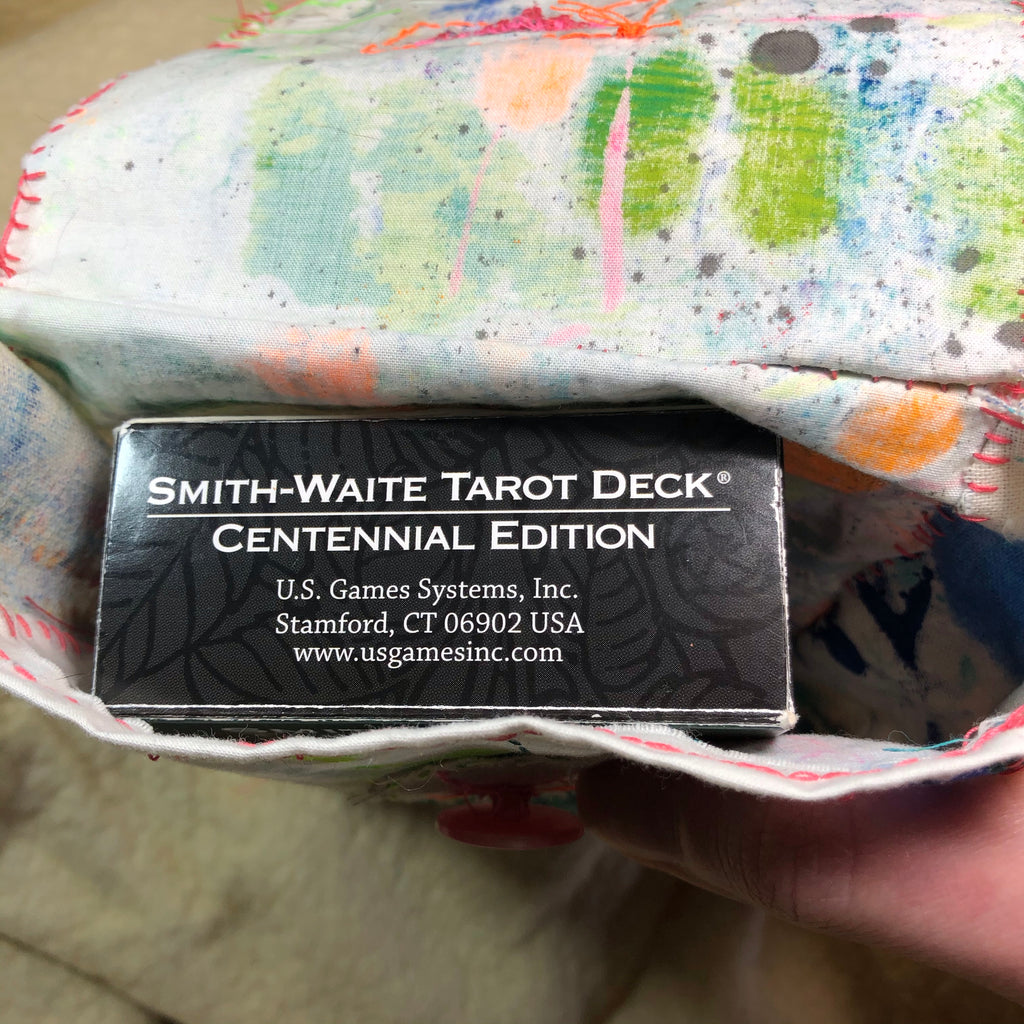 SMITH-WAITE TAROT DECK®
CENTENNIAL EDITION
U.S. Games Systems, Inc.
Stamford, CT 06902 USA
www.usgamesinc.com